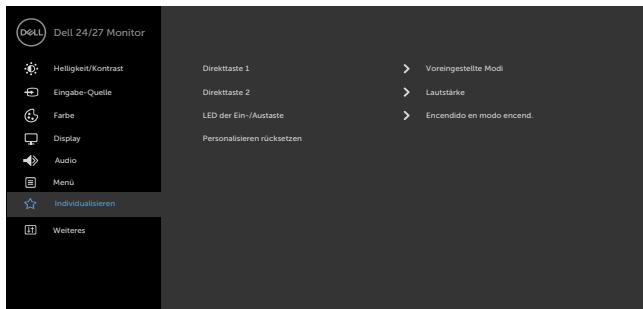 DELL
Dell 24/27 Monitor
Helligkeit/Kontrast
Direkttaste 1
Voreingestellte Modi
Eingabe-Quelle
Direkttaste 2
Lautstärke
Farbe
LED der Ein-/Austaste
Encendido en modo encend.
Display
Personalisieren rücksetzen
Audio
Menü
Individualisieren
Weiteres